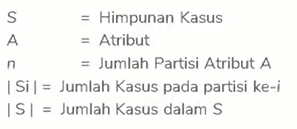 S = Himpunan Kasus
A = Atribut
n = Jumlah Partisi Atribut A
| Si | = Jumlah Kasus pada partisi ke-i
| S | = Jumlah Kasus dalam S